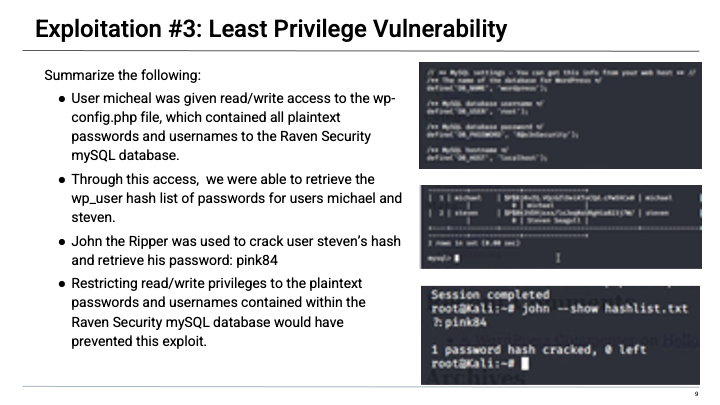 Exploitation #3: Least Privilege Vulnerability
Summarize the following:
● User micheal was given read/write access to the wp-
config.php file, which contained all plaintext
passwords and usernames to the Raven Security
mySQL database.
● Through this access, we were able to retrieve the
wp_user hash list of passwords for users micheal and
steven.
● John the Ripper was used to crack user steven's hash
and retrieve his password: pink84
● Restricting read/write privileges to the plaintext
passwords and usernames contained within the
Raven Security mySQL database would have
prevented this exploit.
// ** MySQL settings - You can get this info from your web host ** //
/** The name of the database for WordPress */
define('DB_NAME', 'wordpress');
/** MySQL database username */
define('DB_USER', 'root');
/** MySQL database password */
define('DB_PASSWORD', 'R@v3nSecurity');
/** MySQL hostname */
define('DB_HOST', 'localhost');
| 1 | michael | michael
| 0 | michael |
| 2 | steven | steven
| 0 | Steven Seagull |
2 rows in set (0.00 sec)
mysql>
Session completed
root@Kali:~# john --show hashlist.txt
?:pink84
1 password hash cracked, 0 left
root@Kali:~#
Archives
9